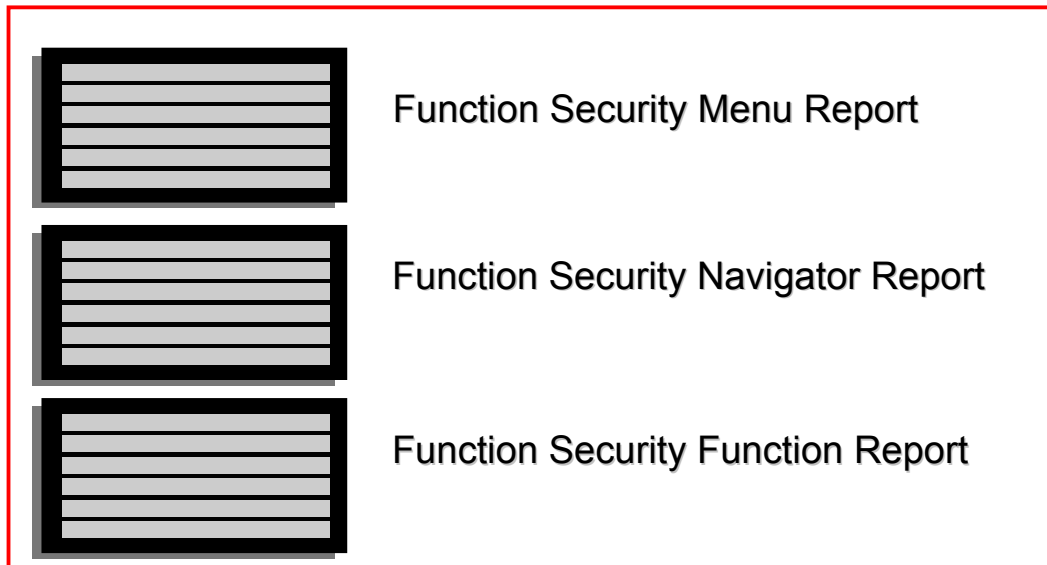 Function Security Menu Report
Function Security Navigator Report
Function Security Function Report